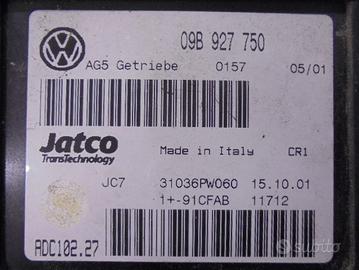 09B 927 750
AG5 Getriebe 0157 05/01
Jatco
TransTechnology
Made in Italy CR1
JC7 31036PW060 15.10.01
1+-91CFAB 11712
ADC102.27
subito